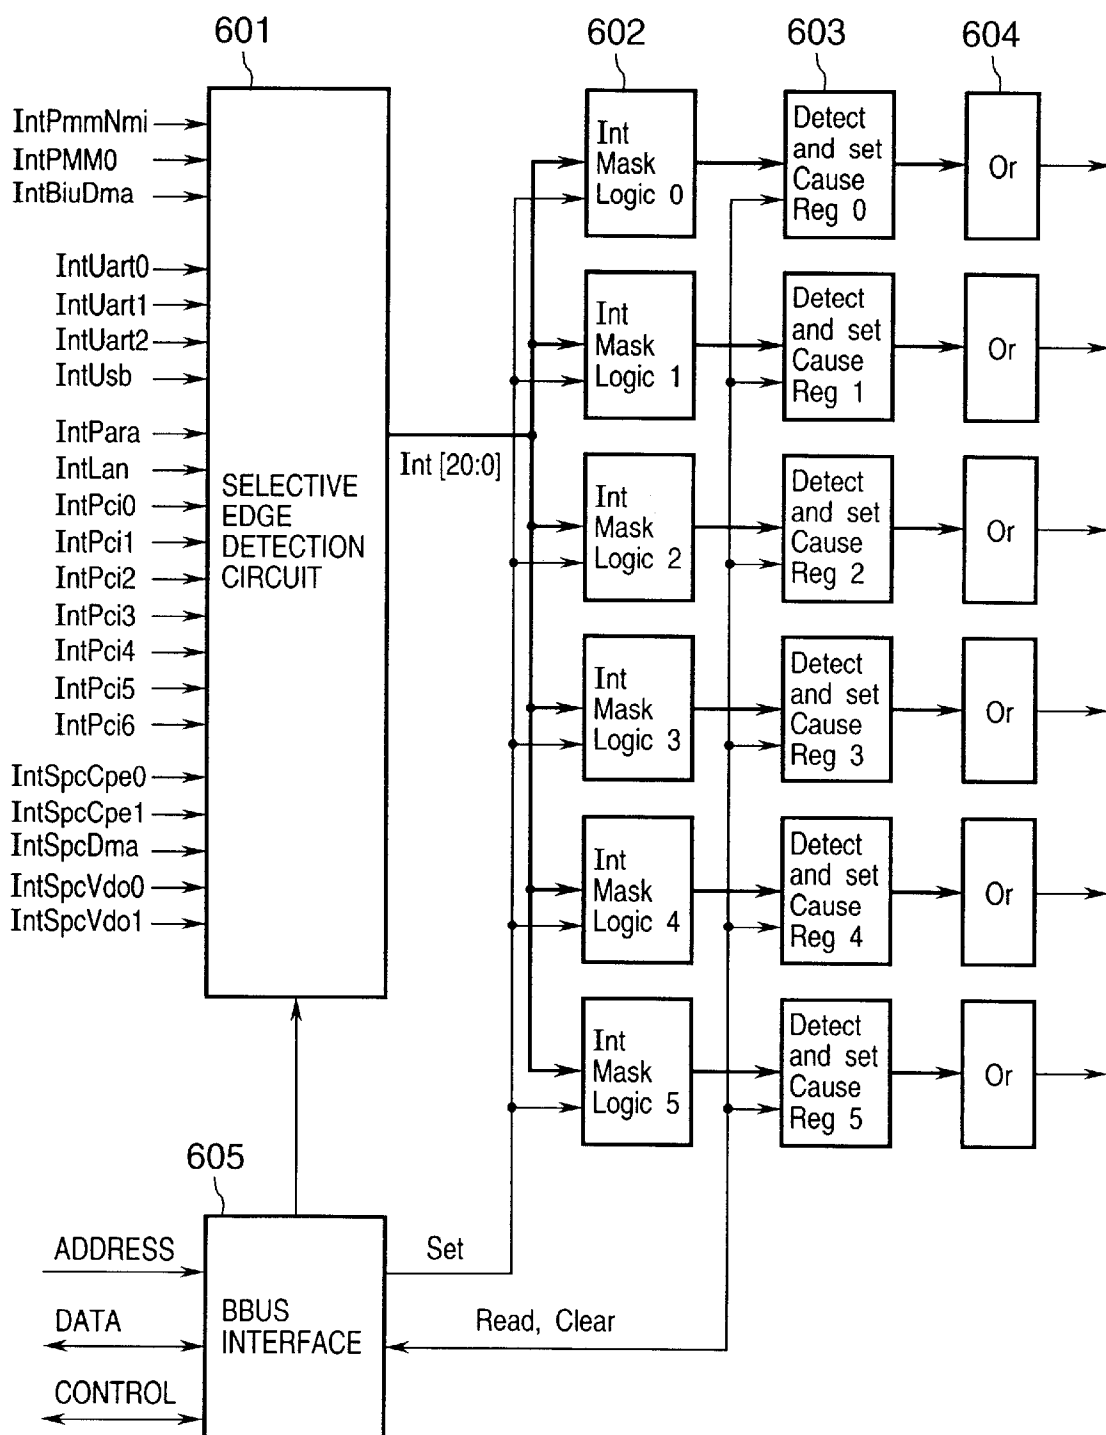 601
602
603
604
IntPmmNmi
IntPMM0
IntBiuDma
IntUart0
IntUart1
IntUart2
IntUsb
IntPara
IntLan
IntPci0
IntPci1
IntPci2
IntPci3
IntPci4
IntPci5
IntPci6
IntSpcCpe0
IntSpcCpe1
IntSpcDma
IntSpcVdo0
IntSpcVdo1
SELECTIVE
EDGE
DETECTION
CIRCUIT
Int [20:0]
Int
Mask
Logic 0
Detect
and set
Cause
Reg 0
Or
Int
Mask
Logic 1
Detect
and set
Cause
Reg 1
Or
Int
Mask
Logic 2
Detect
and set
Cause
Reg 2
Or
Int
Mask
Logic 3
Detect
and set
Cause
Reg 3
Or
Int
Mask
Logic 4
Detect
and set
Cause
Reg 4
Or
Int
Mask
Logic 5
Detect
and set
Cause
Reg 5
Or
605
ADDRESS
DATA
CONTROL
BBUS
INTERFACE
Set
Read, Clear